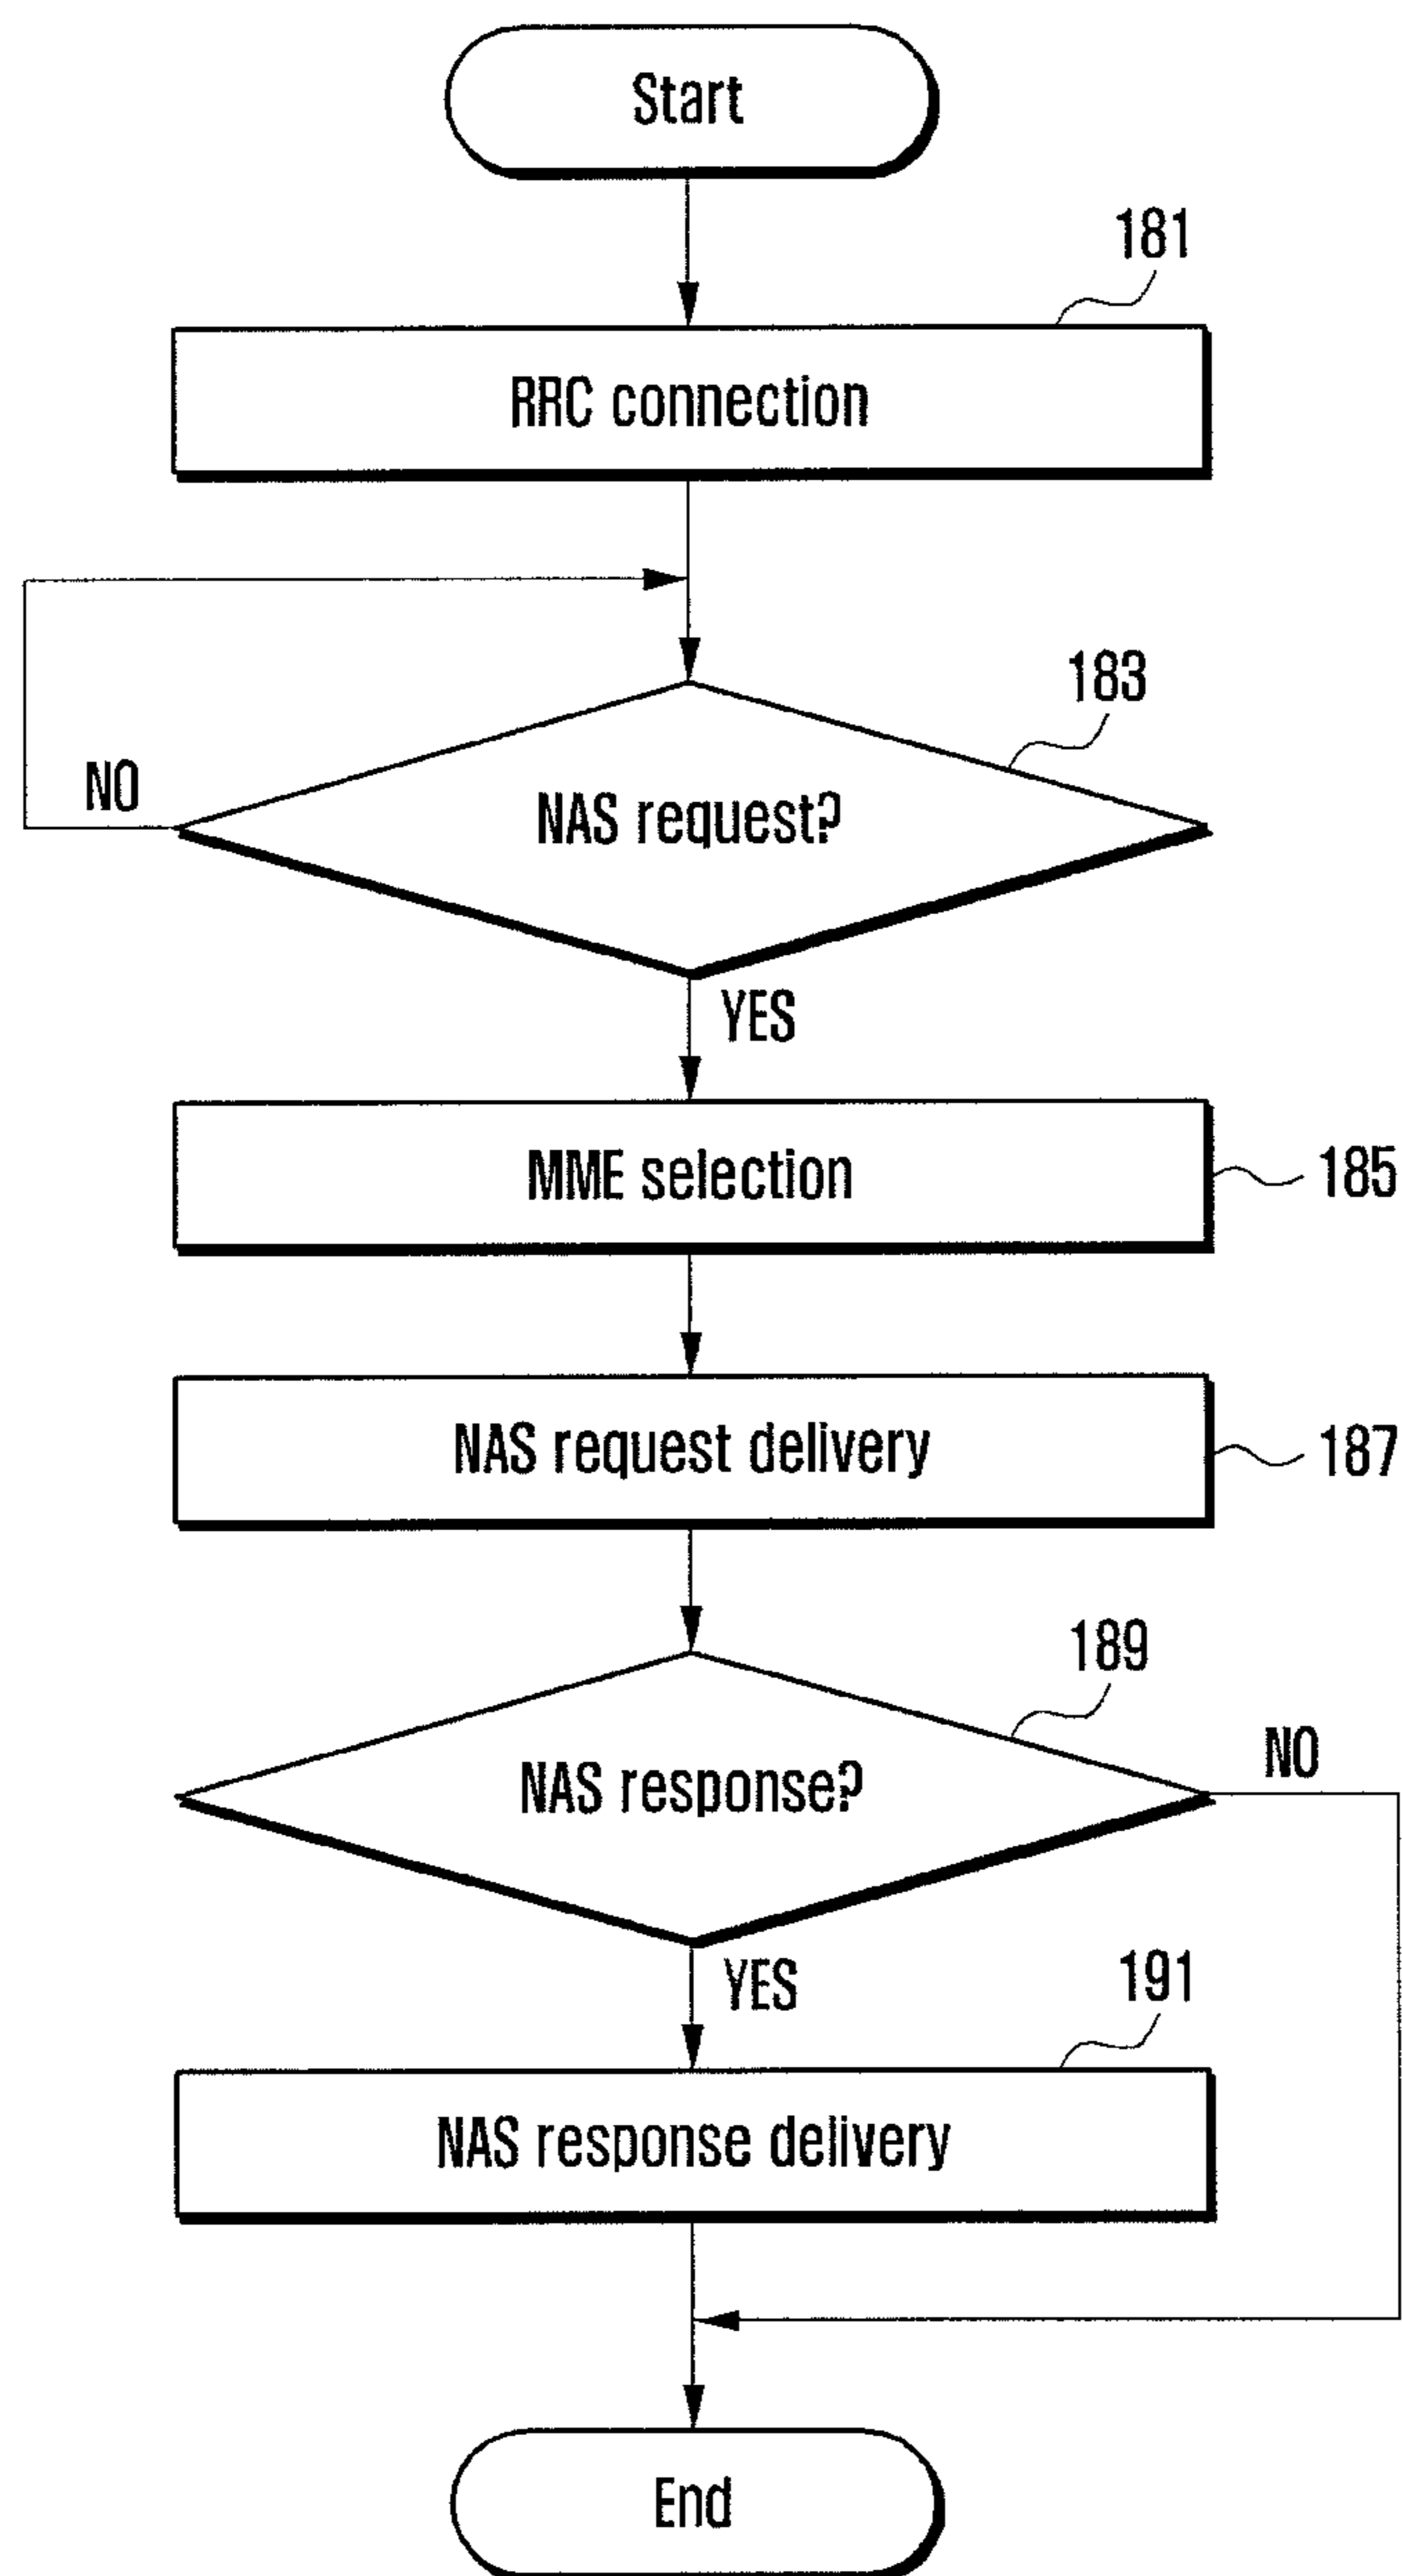 Start
181
RRC connection
183
NO
NAS request?
YES
MME selection
185
NAS request delivery
187
189
NO
NAS response?
YES
191
NAS response delivery
End